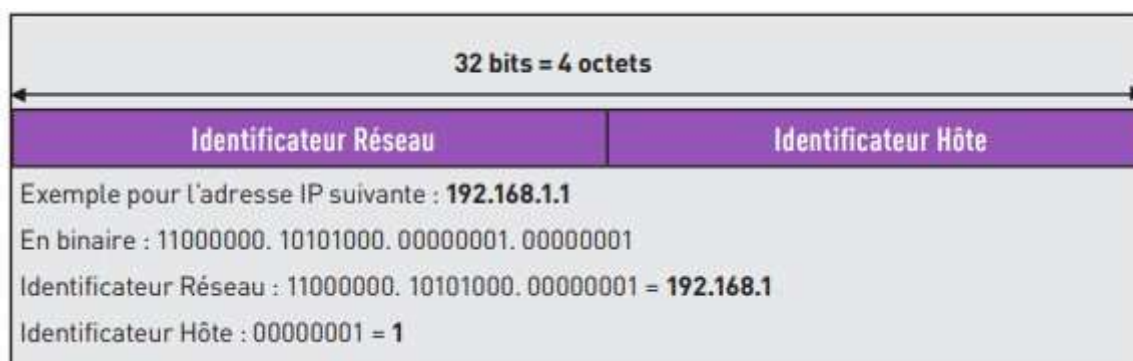 32 bits = 4 octets
Identificateur Réseau
Identificateur Hôte
Exemple pour l'adresse IP suivante : 192.168.1.1
En binaire : 11000000. 10101000. 00000001. 00000001
Identificateur Réseau : 11000000. 10101000. 00000001 = 192.168.1
Identificateur Hôte : 00000001 = 1